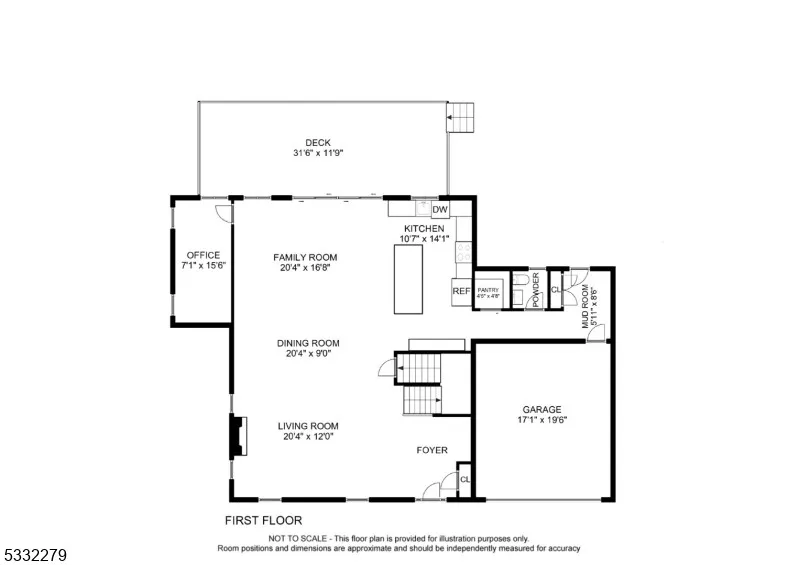 DECK
31'6" x 11'9"
DW
KITCHEN
10'7" x 14'1"
OFFICE
7'1" x 15'6"
FAMILY ROOM
20'4" x 16'8"
REF
PANTRY
4'5" x 4'8"
POWDER
CL
MUD ROOM
5'11" x 8'6"
DINING ROOM
20'4" x 9'0"
GARAGE
17'1" x 19'6"
LIVING ROOM
20'4" x 12'0"
FOYER
CL
FIRST FLOOR
NOT TO SCALE - This floor plan is provided for illustration purposes only.
Room positions and dimensions are approximate and should be independently measured for accuracy
5332279